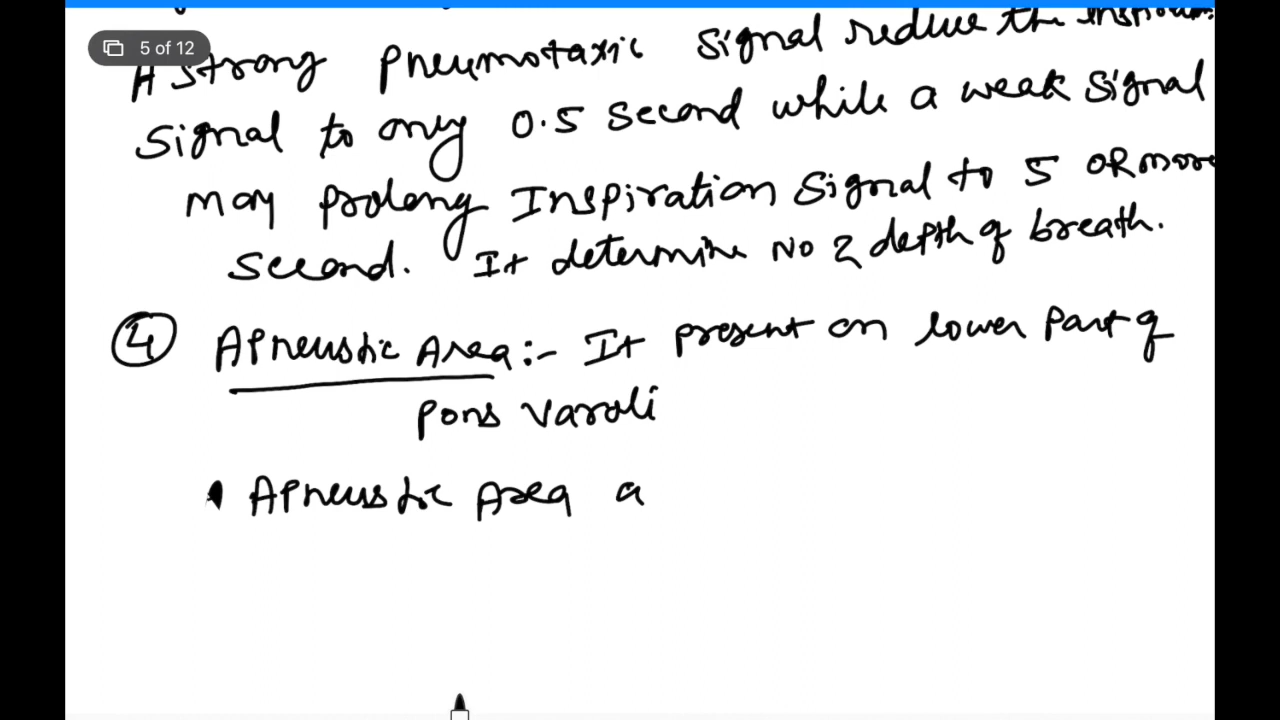 5 of 12
A strong Pneumotaxic signal reduce the
signal to only 0.5 second while a weak signal
may prolong Inspiration signal to 5 OR more
second. It determine No & depth of breath.
4 Apneustic Area :- It present on lower part of
Pons Varoli
• Apneustic Area a